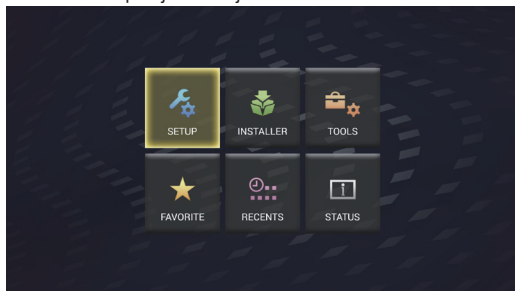 SETUP
INSTALLER
TOOLS
FAVORITE
RECENTS
STATUS